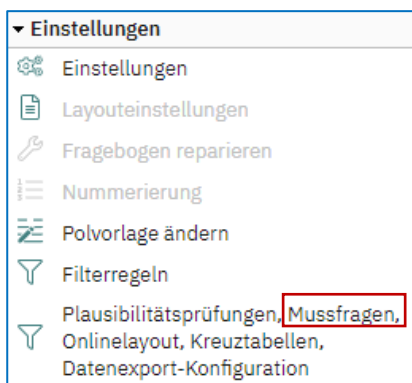 Einstellungen
Einstellungen
Layouteinstellungen
Fragebogen reparieren
Nummerierung
Polvorlage ändern
Filterregeln
Plausibilitätsprüfungen, Mussfragen,
Onlinelayout, Kreuztabellen,
Datenexport-Konfiguration